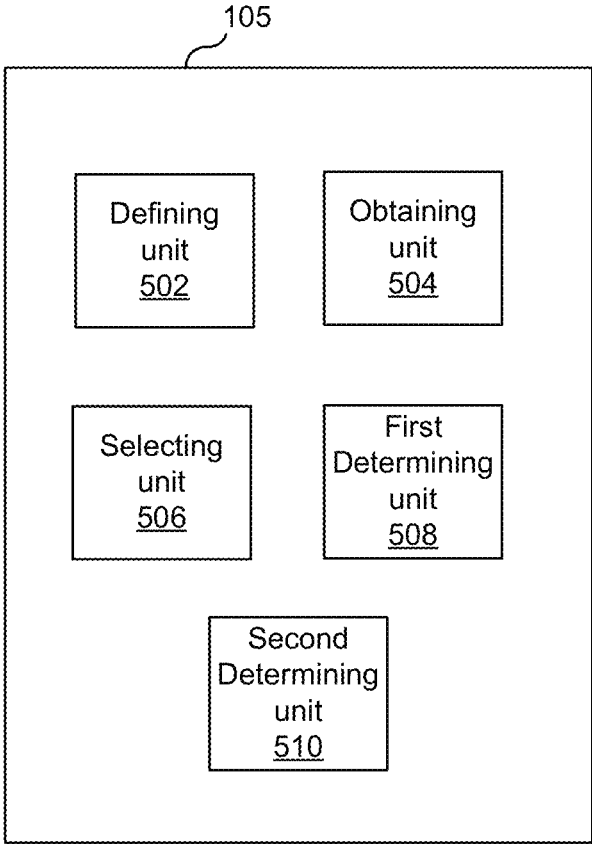 105
Defining
unit
502
Obtaining
unit
504
Selecting
unit
506
First
Determining
unit
508
Second
Determining
unit
510